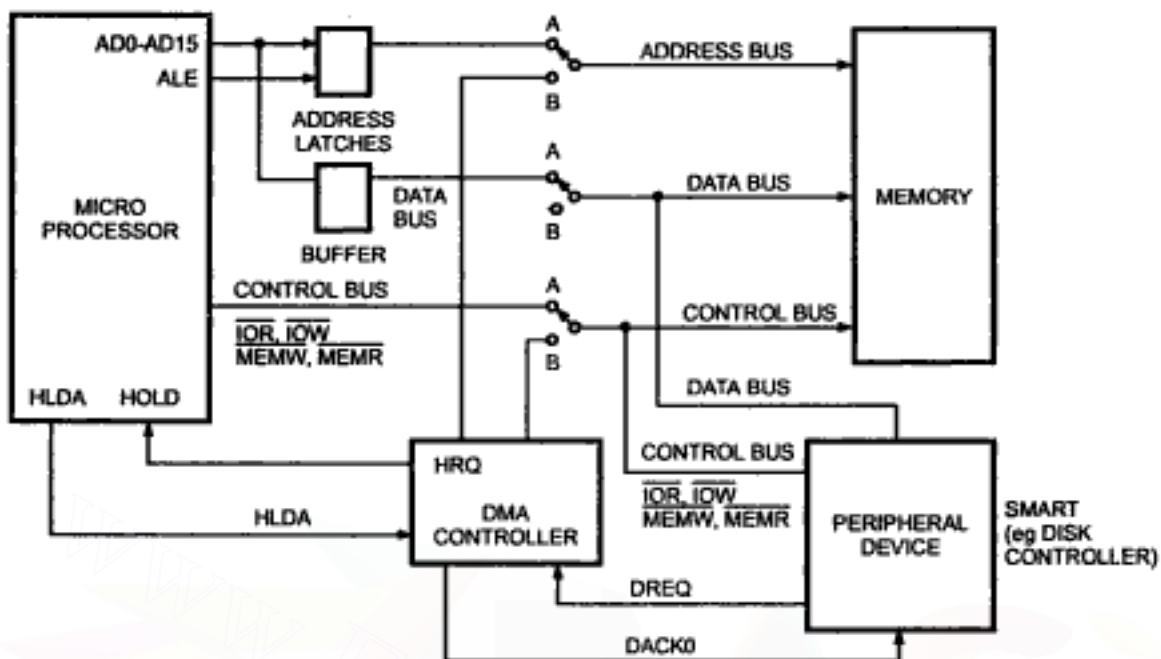 AD0-AD15
ALE
ADDRESS
LATCHES
A
B
ADDRESS BUS
MICRO
PROCESSOR
BUFFER
DATA
BUS
A
B
DATA BUS
MEMORY
CONTROL BUS
IOR, IOW
MEMW, MEMR
A
B
CONTROL BUS
HLDA HOLD
DATA BUS
HRQ
DMA
CONTROLLER
HLDA
CONTROL BUS
IOR, IOW
MEMW, MEMR
PERIPHERAL
DEVICE
SMART
(eg DISK
CONTROLLER)
DREQ
DACK0